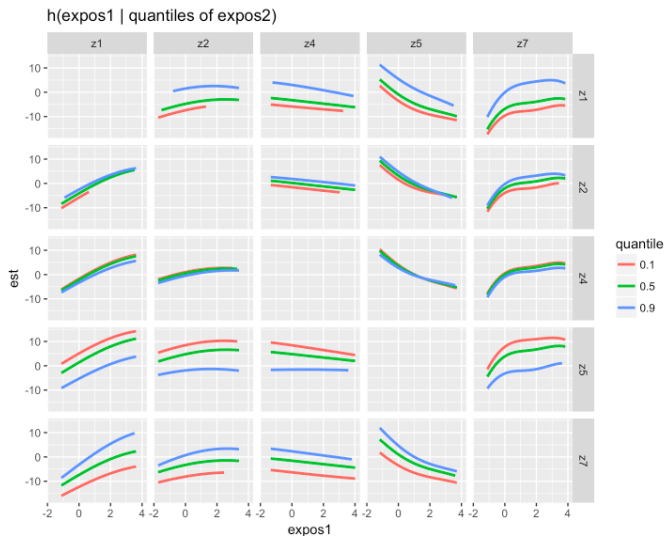 h(expos1 | quantiles of expos2)
z1 z2 z4 z5 z7
10
0
-10
z1
10
0
-10
z2
est
10
0
-10
z4
quantile
0.1
0.5
0.9
10
0
-10
z5
10
0
-10
z7
-2 0 2 4 -2 0 2 4 -2 0 2 4 -2 0 2 4 -2 0 2 4
expos1